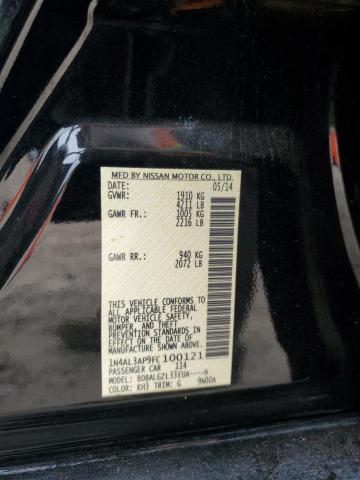 MFD BY NISSAN MOTOR CO., LTD.
DATE: 05/14
GVWR: 1910 KG
4211 LB
GAWR FR: 1005 KG
2216 LB
GAWR RR: 940 KG
2072 LB
THIS VEHICLE CONFORMS TO
ALL APPLICABLE FEDERAL
MOTOR VEHICLE SAFETY,
BUMPER, AND THEFT
PREVENTION STANDARDS IN
EFFECT ON THE DATE OF
MANUFACTURE SHOWN ABOVE.
1N4AL3AP9FC100121
PASSENGER CAR 114
MODEL: BDBALGZL33EUA----H
COLOR: KH3 TRIM: G 9N00A